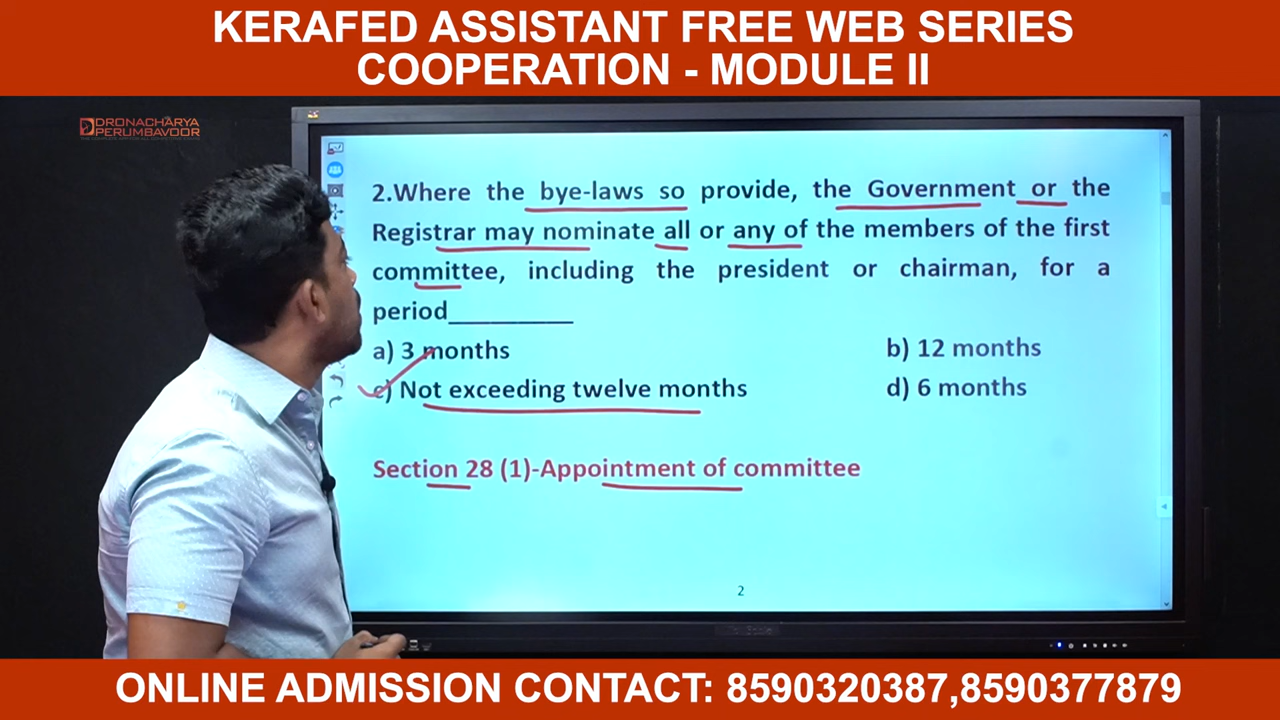 KERAFED ASSISTANT FREE WEB SERIES
COOPERATION - MODULE II
DRONACHARYA
PERUMBAVOOR
2.Where the bye-laws so provide, the Government or the
Registrar may nominate all or any of the members of the first
committee, including the president or chairman, for a
period_________
a) 3 months
b) 12 months
c) Not exceeding twelve months
d) 6 months
Section 28 (1)-Appointment of committee
2
ONLINE ADMISSION CONTACT: 8590320387,8590377879